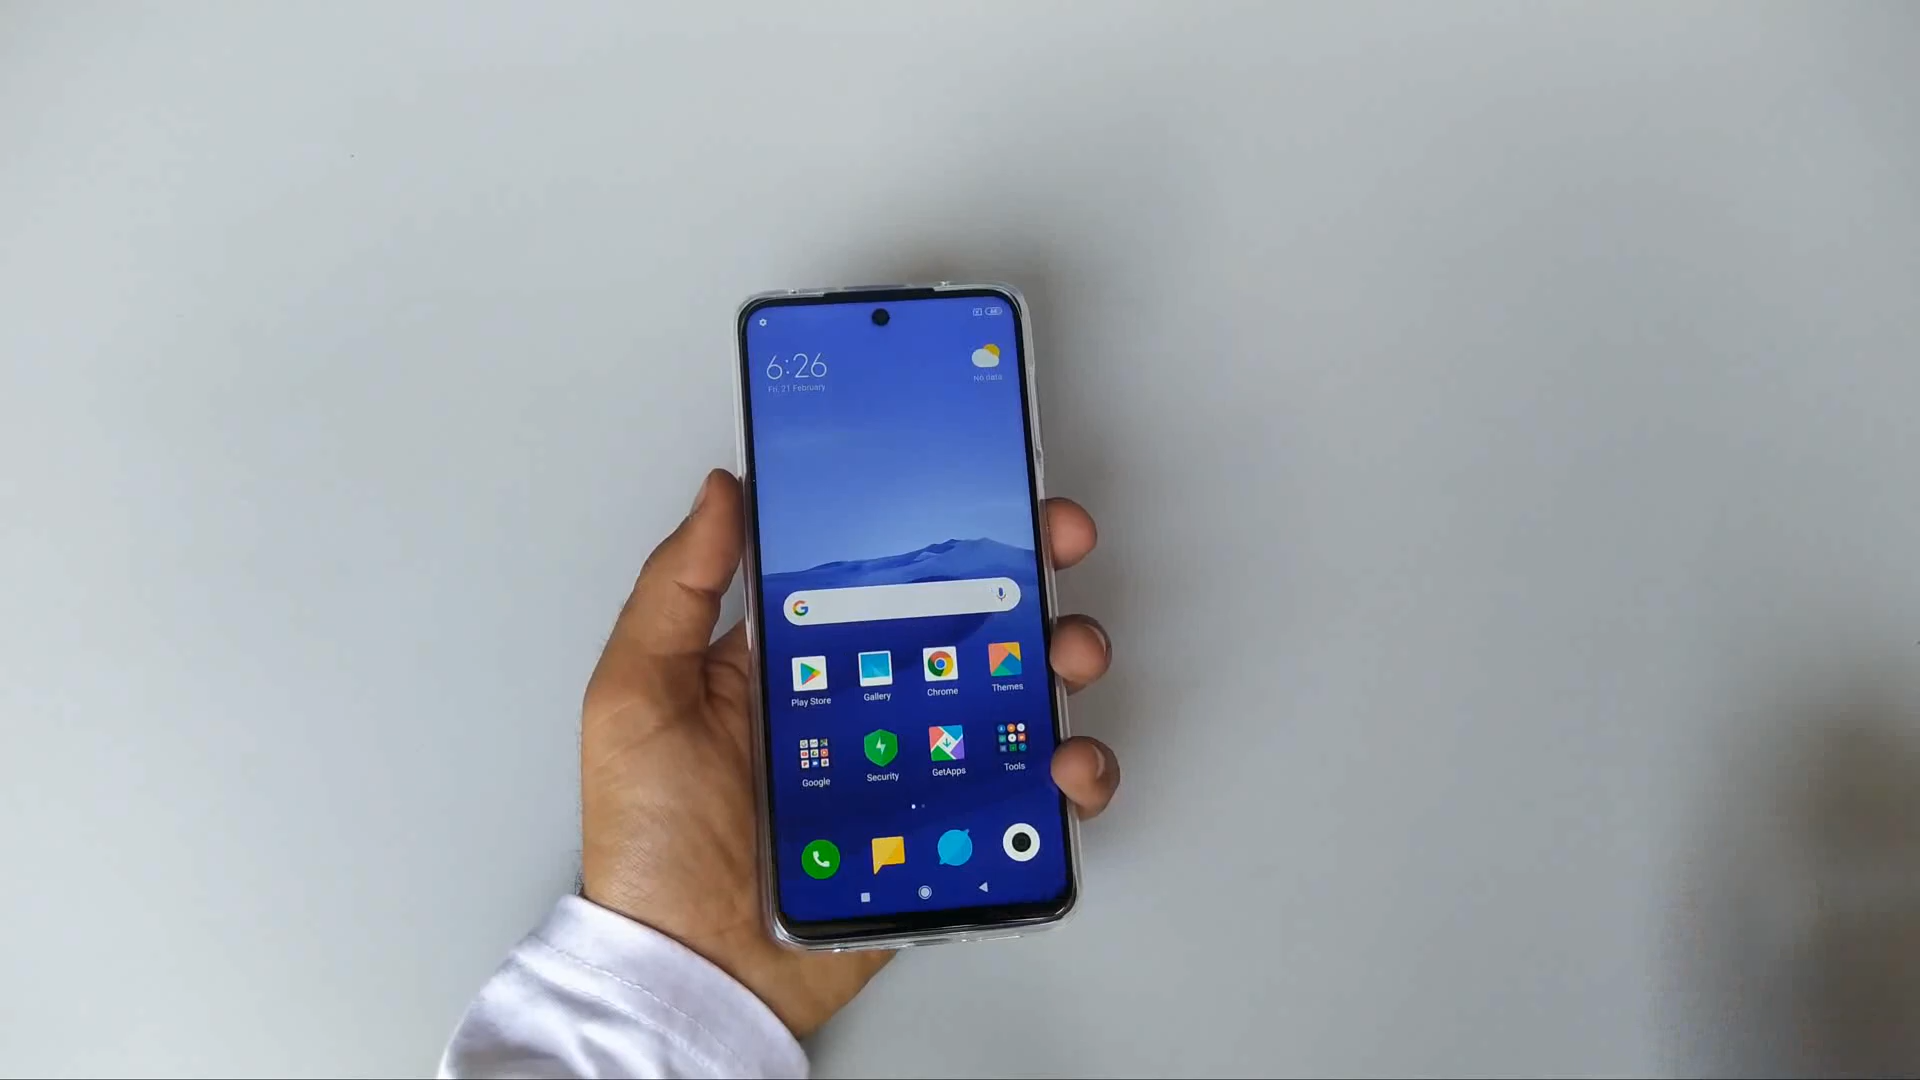 6:26
Fri, 21 February
No data
Play Store
Gallery
Chrome
Themes
Google
Security
GetApps
Tools